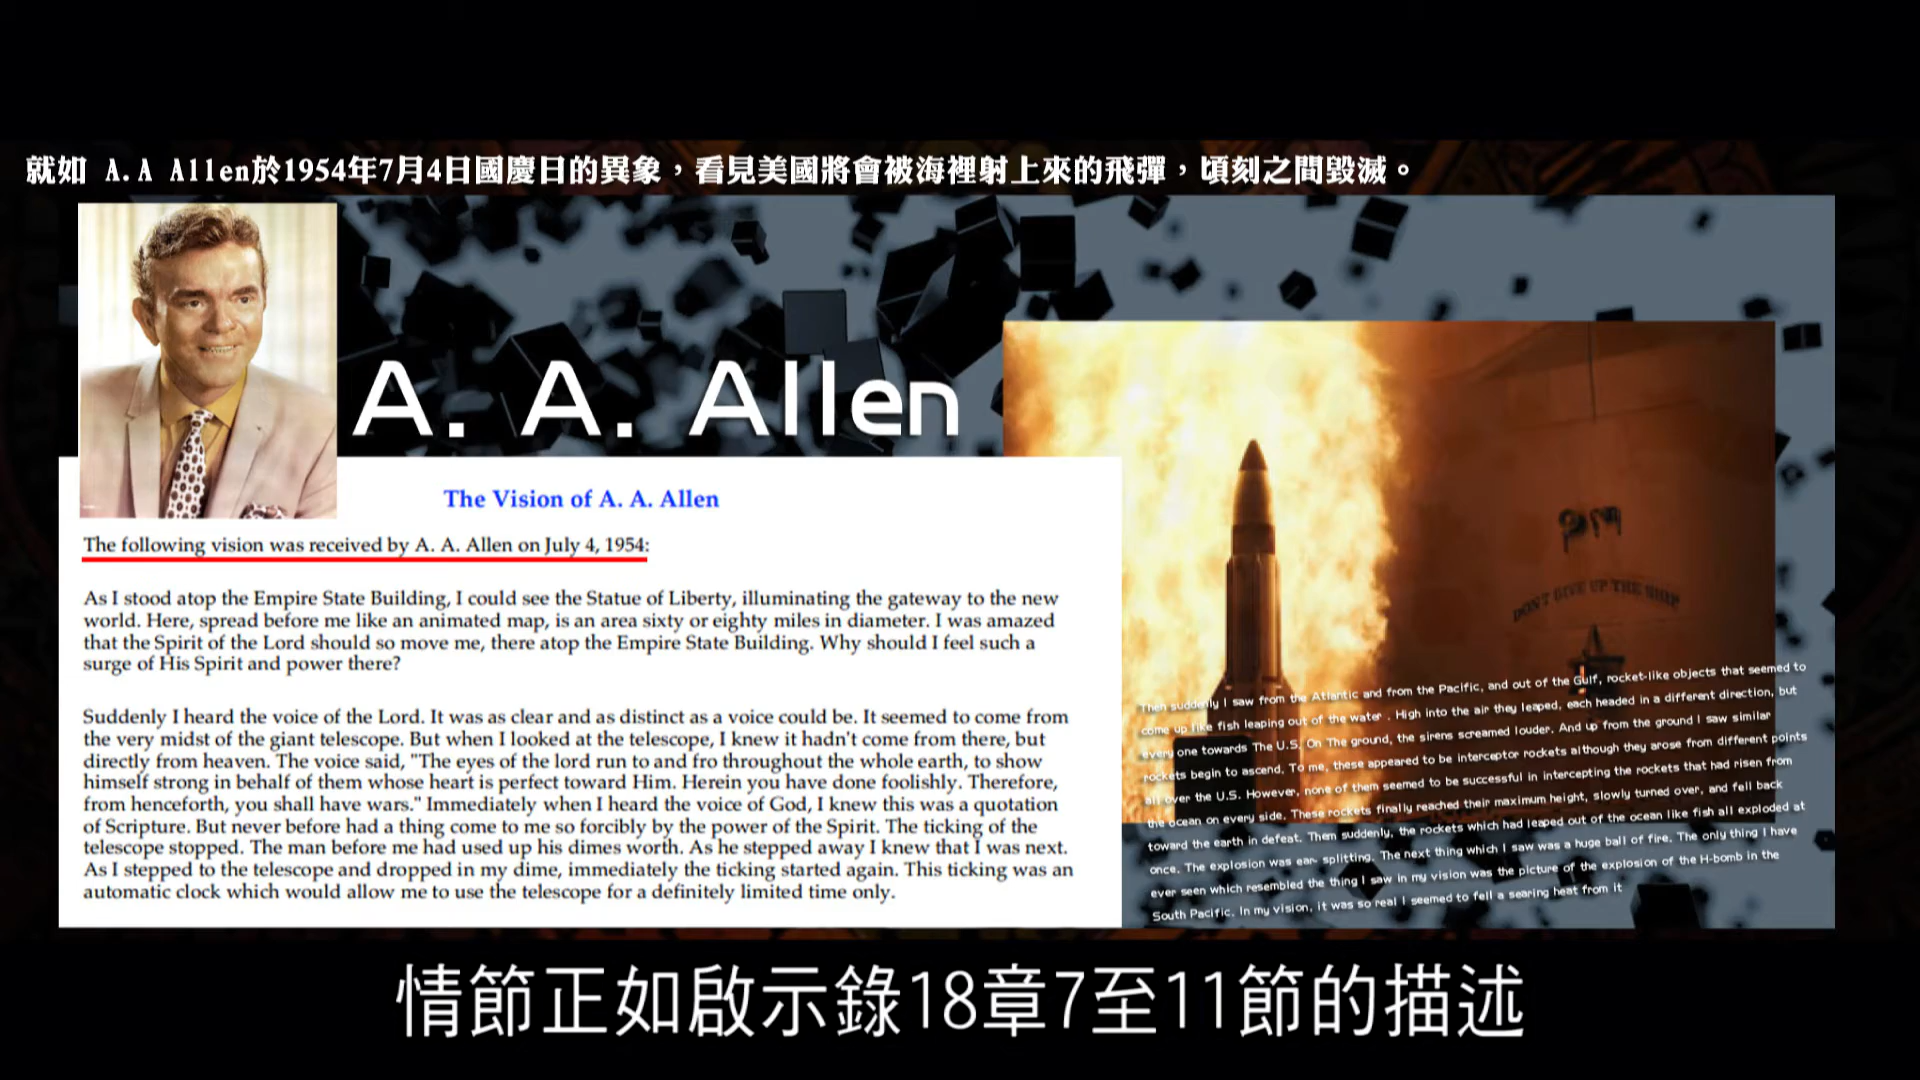 就如 A.A Allen於1954年7月4日國慶日的異象，看見美國將會被海裡射上來的飛彈，頃刻之間毀滅。
A. A. Allen
The Vision of A. A. Allen
The following vision was received by A. A. Allen on July 4, 1954:
As I stood atop the Empire State Building, I could see the Statue of Liberty, illuminating the gateway to the new
world. Here, spread before me like an animated map, is an area sixty or eighty miles in diameter. I was amazed
that the Spirit of the Lord should so move me, there atop the Empire State Building. Why should I feel such a
surge of His Spirit and power there?
Suddenly I heard the voice of the Lord. It was as clear and as distinct as a voice could be. It seemed to come from
the very midst of the giant telescope. But when I looked at the telescope, I knew it hadn't come from there, but
directly from heaven. The voice said, "The eyes of the lord run to and fro throughout the whole earth, to show
himself strong in behalf of them whose heart is perfect toward Him. Herein you have done foolishly. Therefore,
from henceforth, you shall have wars." Immediately when I heard the voice of God, I knew this was a quotation
of Scripture. But never before had a thing come to me so forcibly by the power of the Spirit. The ticking of the
telescope stopped. The man before me had used up his dimes worth. As he stepped away I knew that I was next.
As I stepped to the telescope and dropped in my dime, immediately the ticking started again. This ticking was an
automatic clock which would allow me to use the telescope for a definitely limited time only.
DON'T GIVE UP THE SHIP
Then suddenly I saw from the Atlantic and from the Pacific, and out of the Gulf, rocket-like objects that seemed to
come up like fish leaping out of the water . High into the air they leaped, each headed in a different direction, but
every one towards The U.S. On The ground, the sirens screamed louder. And up from the ground I saw similar
rockets begin to ascend. To me, these appeared to be interceptor rockets although they arose from different points
all over the U.S. However, none of them seemed to be successful in intercepting the rockets that had risen from
the ocean on every side. These rockets finally reached their maximum height, slowly turned over, and fell back
toward the earth in defeat. Then suddenly, the rockets which had leaped out of the ocean like fish all exploded at
once. The explosion was ear- splitting. The next thing which I saw was a huge ball of fire. The only thing I have
ever seen which resembled the thing I saw in my vision was the picture of the explosion of the H-bomb in the
South Pacific. In my vision, it was so real I seemed to fell a searing heat from it
情節正如啟示錄18章7至11節的描述